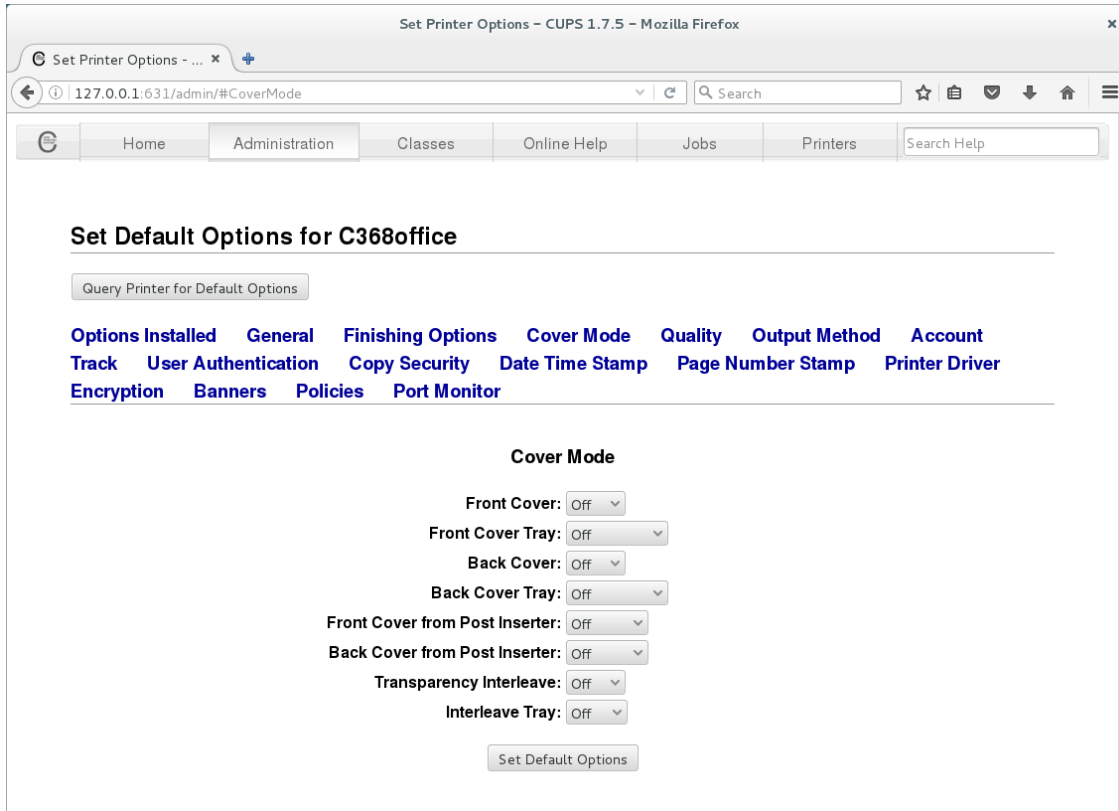 Set Printer Options – CUPS 1.7.5 – Mozilla Firefox
Set Printer Options - ...
127.0.0.1:631/admin/#CoverMode
Search
Home Administration Classes Online Help Jobs Printers Search Help
Set Default Options for C368office
Query Printer for Default Options
Options Installed General Finishing Options Cover Mode Quality Output Method Account
Track User Authentication Copy Security Date Time Stamp Page Number Stamp Printer Driver
Encryption Banners Policies Port Monitor
Cover Mode
Front Cover: Off
Front Cover Tray: Off
Back Cover: Off
Back Cover Tray: Off
Front Cover from Post Inserter: Off
Back Cover from Post Inserter: Off
Transparency Interleave: Off
Interleave Tray: Off
Set Default Options